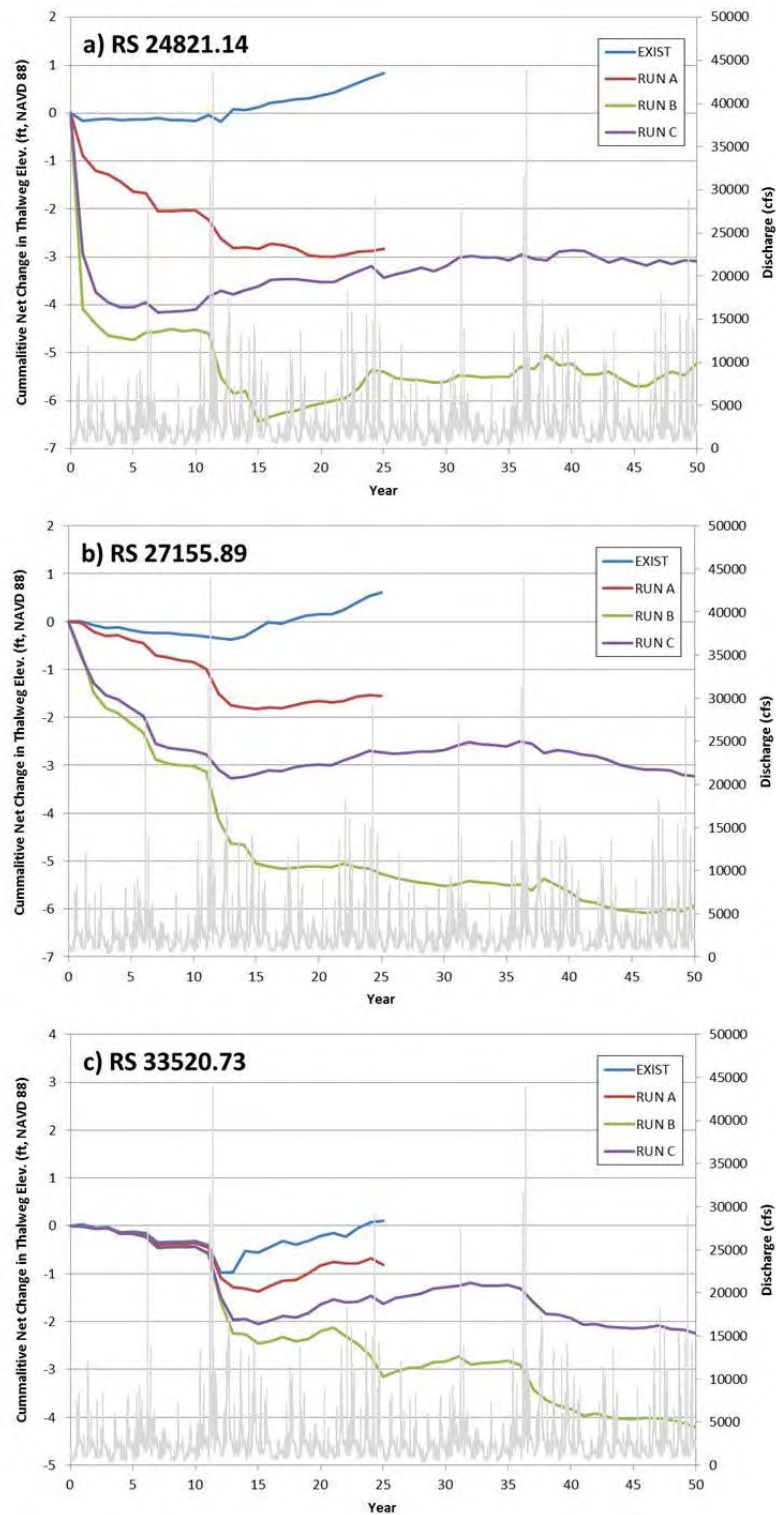 a) RS 24821.14
Cummalitive Net Change in Thalweg Elev. (ft, NAVD 88)
2
1
0
-1
-2
-3
-4
-5
-6
-7
EXIST
RUN A
RUN B
RUN C
50000
45000
40000
35000
30000
25000
20000
15000
10000
5000
0
Discharge (cfs)
0 5 10 15 20 25 30 35 40 45 50
Year
b) RS 27155.89
Cummalitive Net Change in Thalweg Elev. (ft, NAVD 88)
2
1
0
-1
-2
-3
-4
-5
-6
-7
EXIST
RUN A
RUN B
RUN C
50000
45000
40000
35000
30000
25000
20000
15000
10000
5000
0
Discharge (cfs)
0 5 10 15 20 25 30 35 40 45 50
Year
c) RS 33520.73
Cummalitive Net Change in Thalweg Elev. (ft, NAVD 88)
4
3
2
1
0
-1
-2
-3
-4
-5
EXIST
RUN A
RUN B
RUN C
50000
45000
40000
35000
30000
25000
20000
15000
10000
5000
0
Discharge (cfs)
0 5 10 15 20 25 30 35 40 45 50
Year